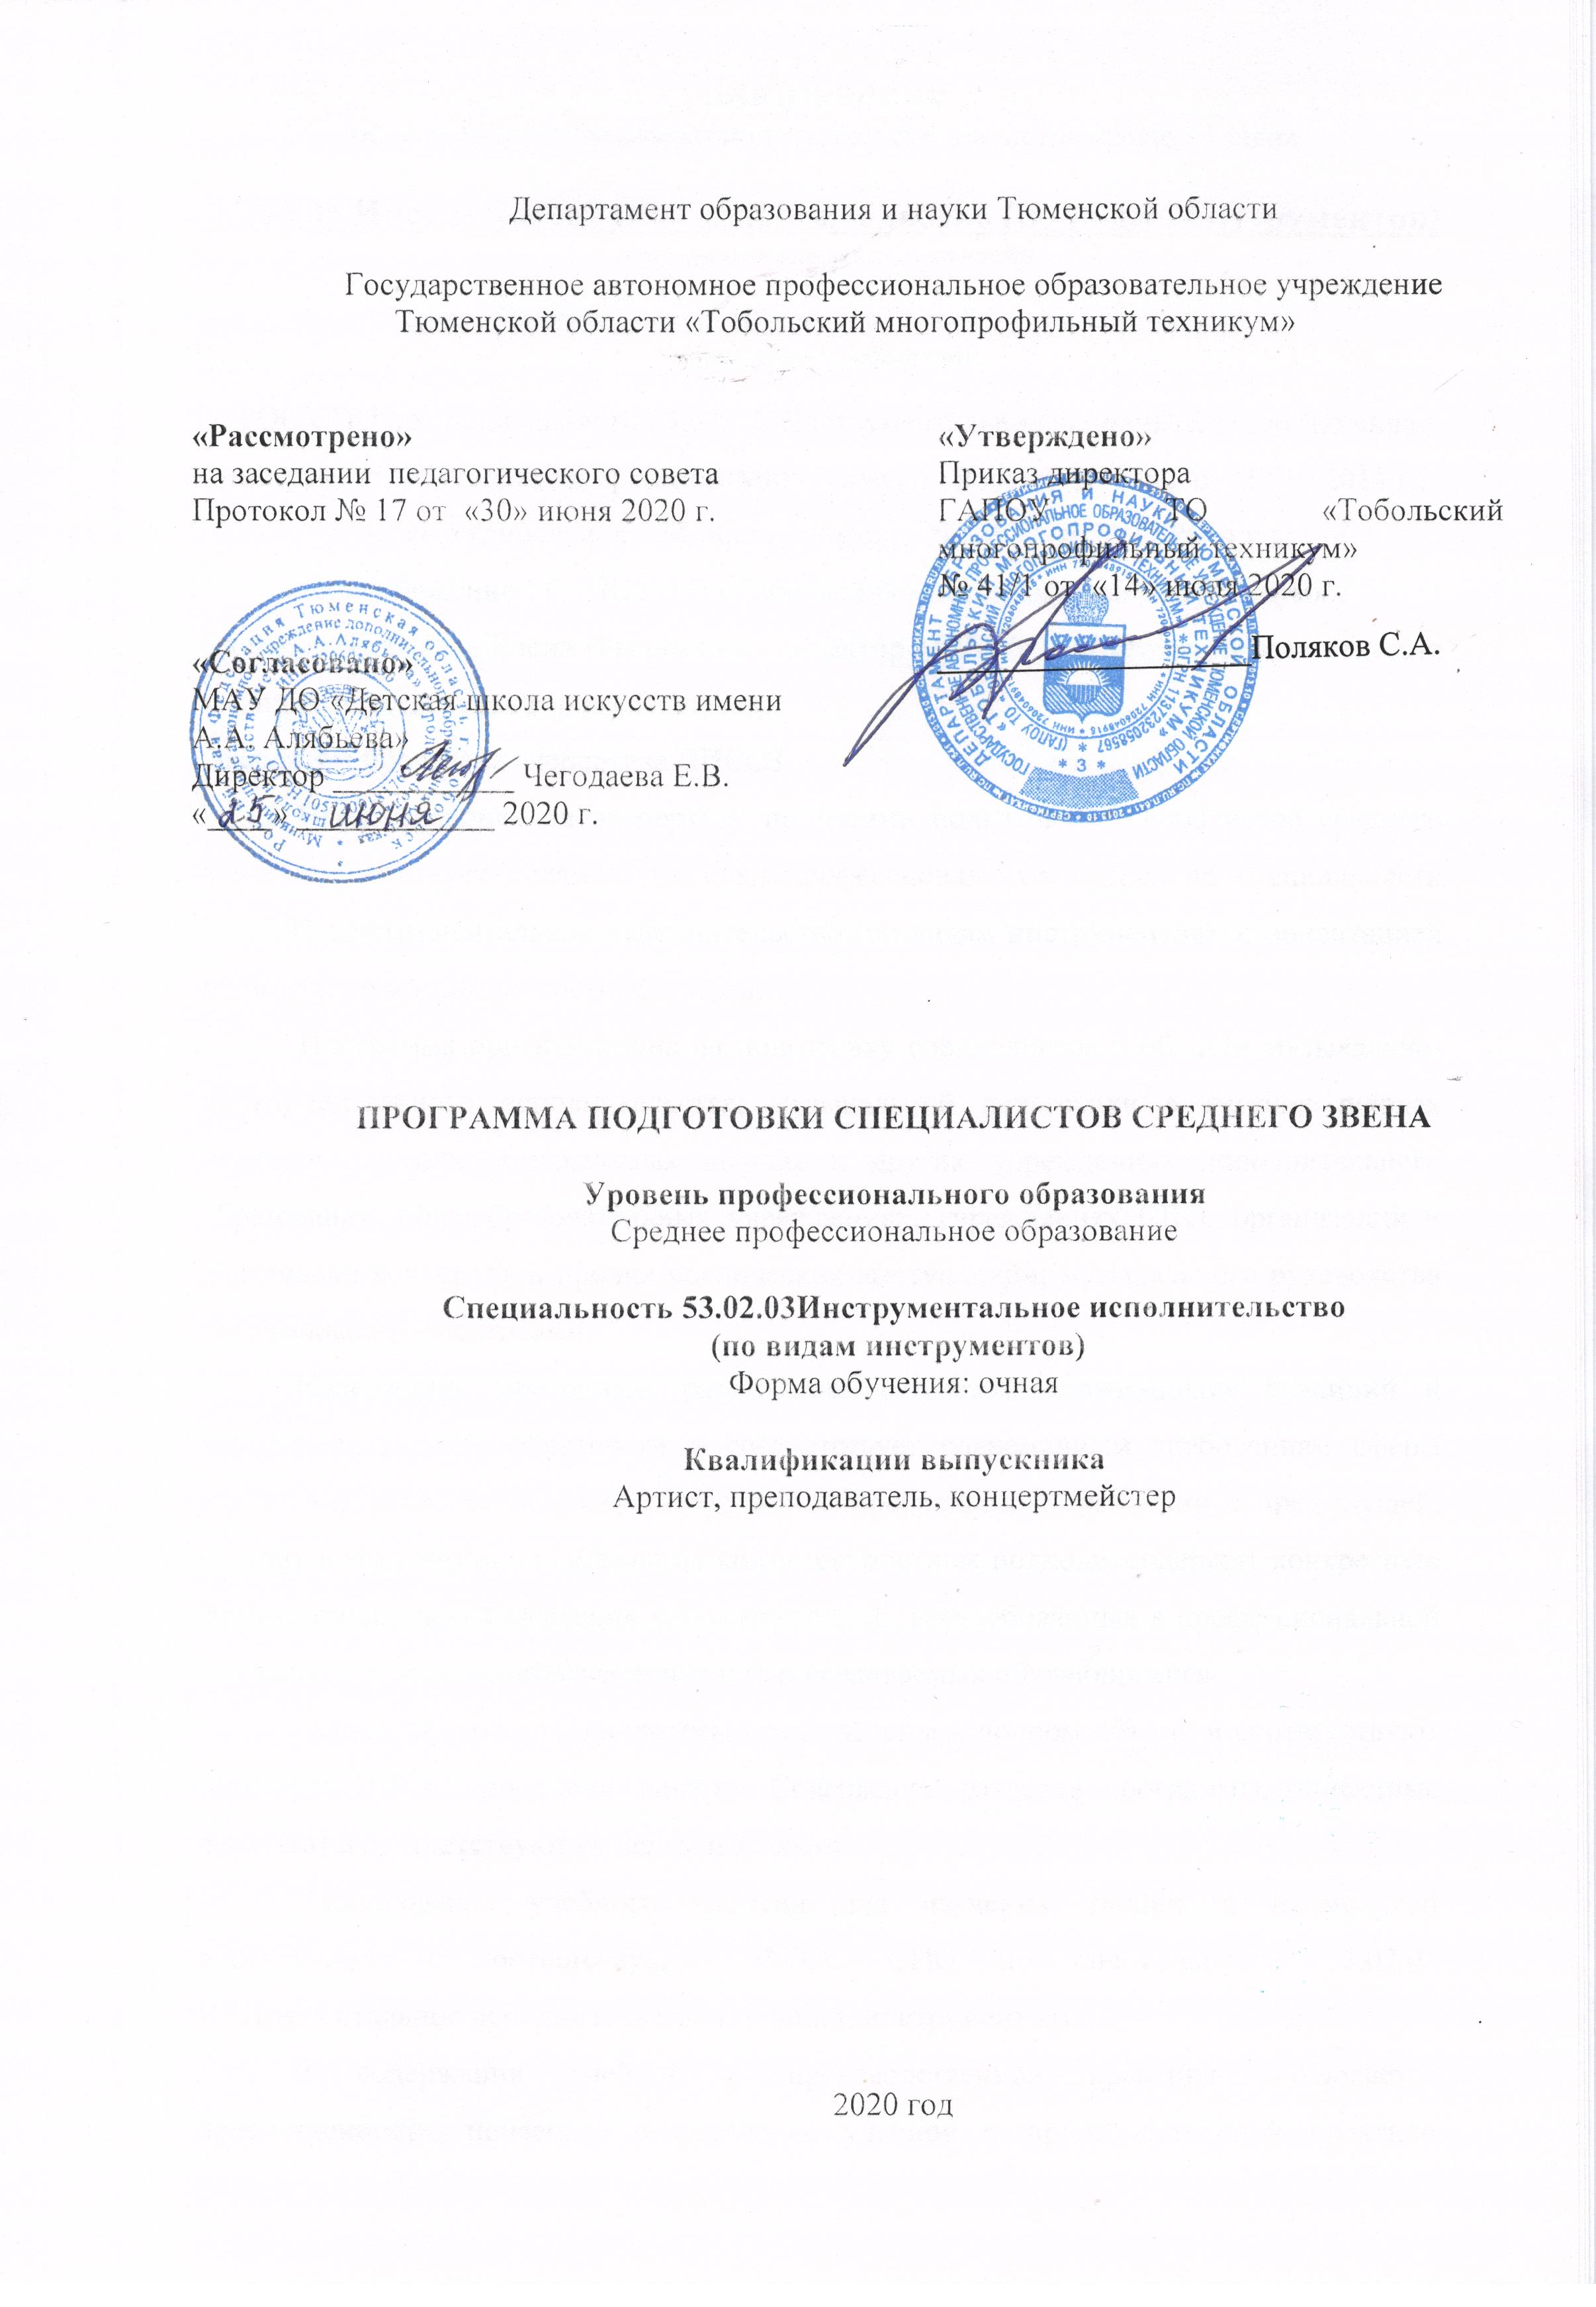 Департамент образования и науки Тюменской области
Государственное автономное профессиональное образовательное учреждение
Тюменской области «Тобольский многопрофильный техникум»
«Рассмотрено»
на заседании педагогического совета
Протокол № 17 от «30» июня 2020 г.
«Утверждено»
Приказ директора
ГАПОУ ТО «Тобольский
многопрофильный техникум»
№ 41/1 от «14» июля 2020 г.
Поляков С.А.
«Согласовано»
МАУ ДО «Детская школа искусств имени
А.А. Алябьева»
Директор ____________ Чегодаева Е.В.
«25» июня 2020 г.
ПРОГРАММА ПОДГОТОВКИ СПЕЦИАЛИСТОВ СРЕДНЕГО ЗВЕНА
Уровень профессионального образования
Среднее профессиональное образование
Специальность 53.02.03Инструментальное исполнительство
(по видам инструментов)
Форма обучения: очная
Квалификации выпускника
Артист, преподаватель, концертмейстер
2020 год